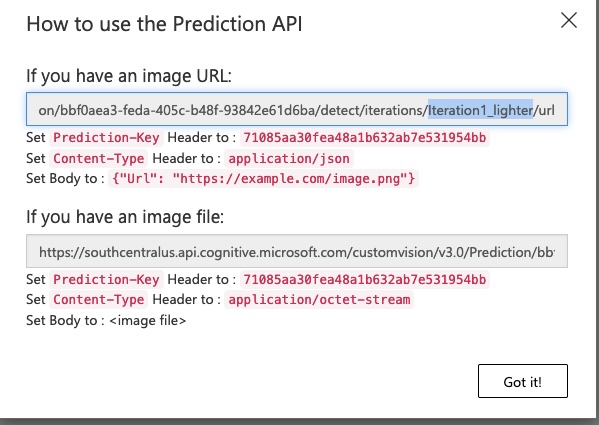 How to use the Prediction API
If you have an image URL:
on/bbf0aea3-feda-405c-b48f-93842e61d6ba/detect/iterations/Iteration1_lighter/url
Set Prediction-Key Header to : 71085aa30fea48a1b632ab7e531954bb
Set Content-Type Header to : application/json
Set Body to : {"Url": "https://example.com/image.png"}
If you have an image file:
https://southcentralus.api.cognitive.microsoft.com/customvision/v3.0/Prediction/bb
Set Prediction-Key Header to : 71085aa30fea48a1b632ab7e531954bb
Set Content-Type Header to : application/octet-stream
Set Body to : <image file>
Got it!